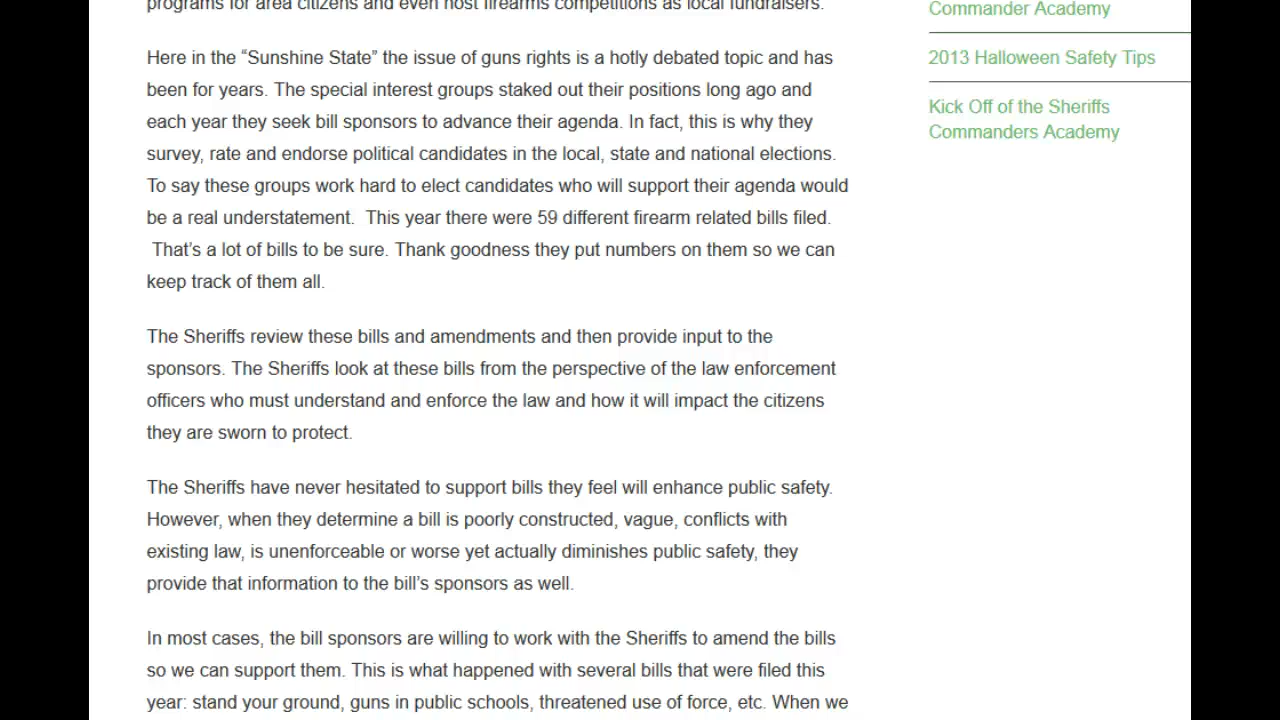 programs for area citizens and even host firearms competitions as local fundraisers.
Here in the “Sunshine State” the issue of guns rights is a hotly debated topic and has
been for years. The special interest groups staked out their positions long ago and
each year they seek bill sponsors to advance their agenda. In fact, this is why they
survey, rate and endorse political candidates in the local, state and national elections.
To say these groups work hard to elect candidates who will support their agenda would
be a real understatement.  This year there were 59 different firearm related bills filed.
That’s a lot of bills to be sure. Thank goodness they put numbers on them so we can
keep track of them all.
The Sheriffs review these bills and amendments and then provide input to the
sponsors. The Sheriffs look at these bills from the perspective of the law enforcement
officers who must understand and enforce the law and how it will impact the citizens
they are sworn to protect.
The Sheriffs have never hesitated to support bills they feel will enhance public safety.
However, when they determine a bill is poorly constructed, vague, conflicts with
existing law, is unenforceable or worse yet actually diminishes public safety, they
provide that information to the bill’s sponsors as well.
In most cases, the bill sponsors are willing to work with the Sheriffs to amend the bills
so we can support them. This is what happened with several bills that were filed this
year: stand your ground, guns in public schools, threatened use of force, etc. When we
Commander Academy
2013 Halloween Safety Tips
Kick Off of the Sheriffs
Commanders Academy